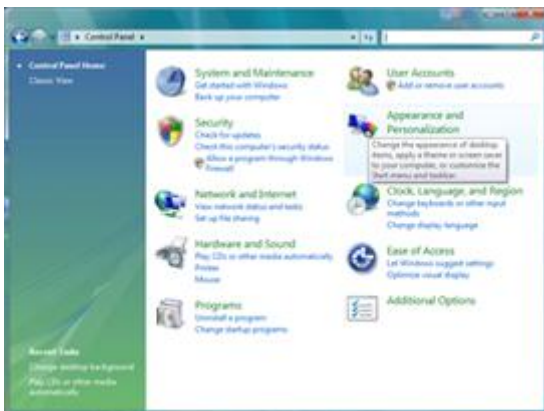 Control Panel
Control Panel Home
Classic View
System and Maintenance
Get started with Windows
Back up your computer
Security
Check for updates
Check this computer's security status
Allow a program through Windows
Firewall
Network and Internet
View network status and tasks
Set up file sharing
Hardware and Sound
Play CDs or other media automatically
Printer
Mouse
Programs
Uninstall a program
Change startup programs
User Accounts
Add or remove user accounts
Appearance and
Personalization
Change the appearance of desktop
items, apply a theme or screen saver
to your computer, or customize the
Start menu and taskbar.
Clock, Language, and Region
Change keyboards or other input
methods
Change display language
Ease of Access
Let Windows suggest settings
Optimize visual display
Additional Options
Recent Tasks
Change desktop background
Play CDs or other media
automatically